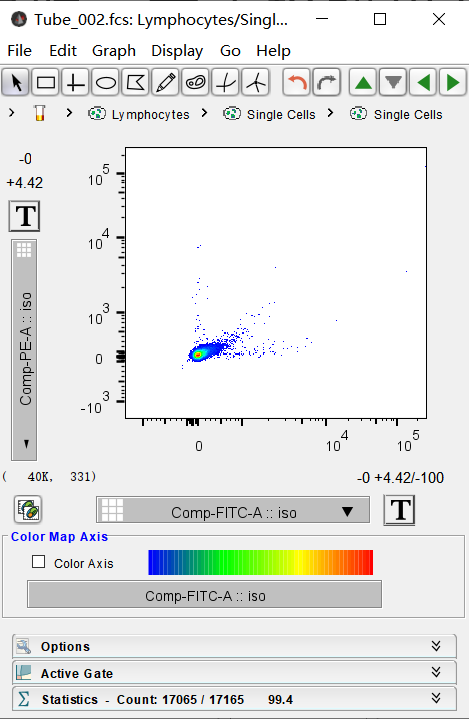 Tube_002.fcs: Lymphocytes/Singl...
File Edit Graph Display Go Help
> > Lymphocytes > Single Cells > Single Cells
-0
+4.42
T
Comp-PE-A :: iso
10^5
10^4
10^3
0
-10^3
0 10^4 10^5
( 40K, 331)
-0 +4.42/-100
Comp-FITC-A :: iso
T
Color Map Axis
Color Axis
Comp-FITC-A :: iso
Options
Active Gate
Σ Statistics - Count: 17065 / 17165 99.4